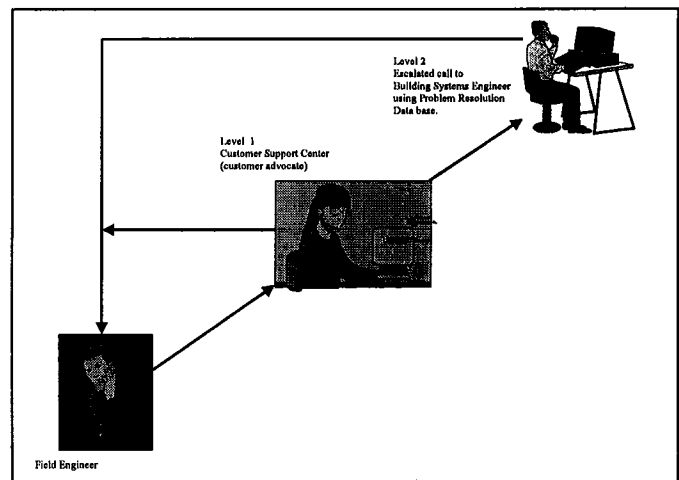 Level 2
Escalated call to
Building Systems Engineer
using Problem Resolution
Data base.
Level 1
Customer Support Center
(customer advocate)
Field Engineer